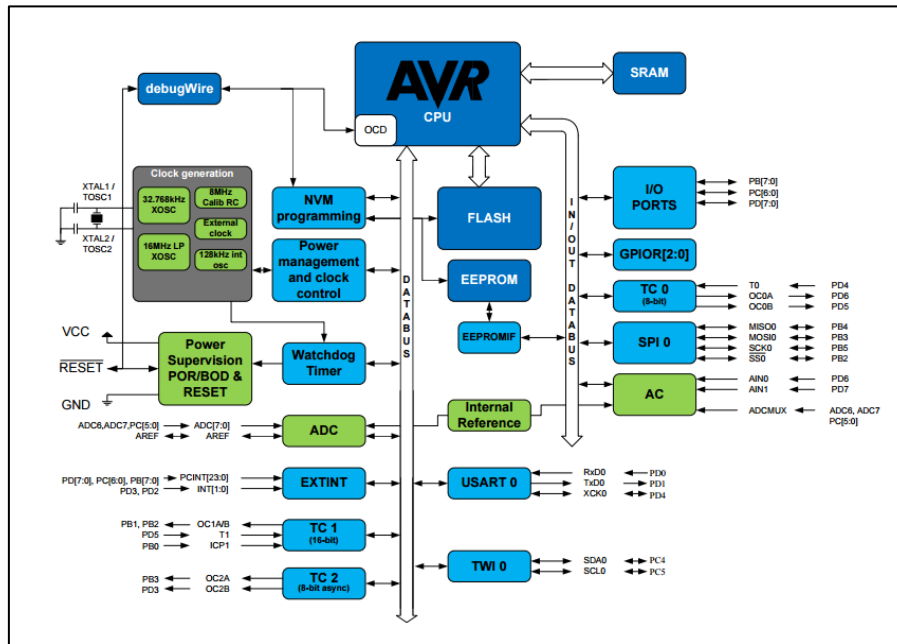 AVR
CPU
OCD
SRAM
debugWire
Clock generation
XTAL1 /
TOSC1
32.768kHz
XOSC
8MHz
Calib RC
External
clock
XTAL2 /
TOSC2
16MHz LP
XOSC
128kHz int
osc
NVM
programming
FLASH
Power
management
and clock
control
EEPROM
EEPROMIF
DATABUS
IN/OUT DATABUS
I/O
PORTS
PB[7:0]
PC[6:0]
PD[7:0]
GPIOR[2:0]
TC 0
(8-bit)
T0 PD4
OC0A PD6
OC0B PD5
SPI 0
MISO0 PB4
MOSI0 PB3
SCK0 PB5
SS0 PB2
AC
AIN0 PD6
AIN1 PD7
ADCMUX ADC6, ADC7
PC[5:0]
VCC
RESET
GND
Power
Supervision
POR/BOD &
RESET
Watchdog
Timer
Internal
Reference
ADC6,ADC7,PC[5:0] ADC[7:0]
AREF AREF
ADC
PD[7:0], PC[6:0], PB[7:0] PCINT[23:0]
PD3, PD2 INT[1:0]
EXTINT
USART 0
RxD0 PD0
TxD0 PD1
XCK0 PD4
PB1, PB2 OC1A/B
PD5 T1
PB0 ICP1
TC 1
(16-bit)
TWI 0
SDA0 PC4
SCL0 PC5
PB3 OC2A
PD3 OC2B
TC 2
(8-bit async)